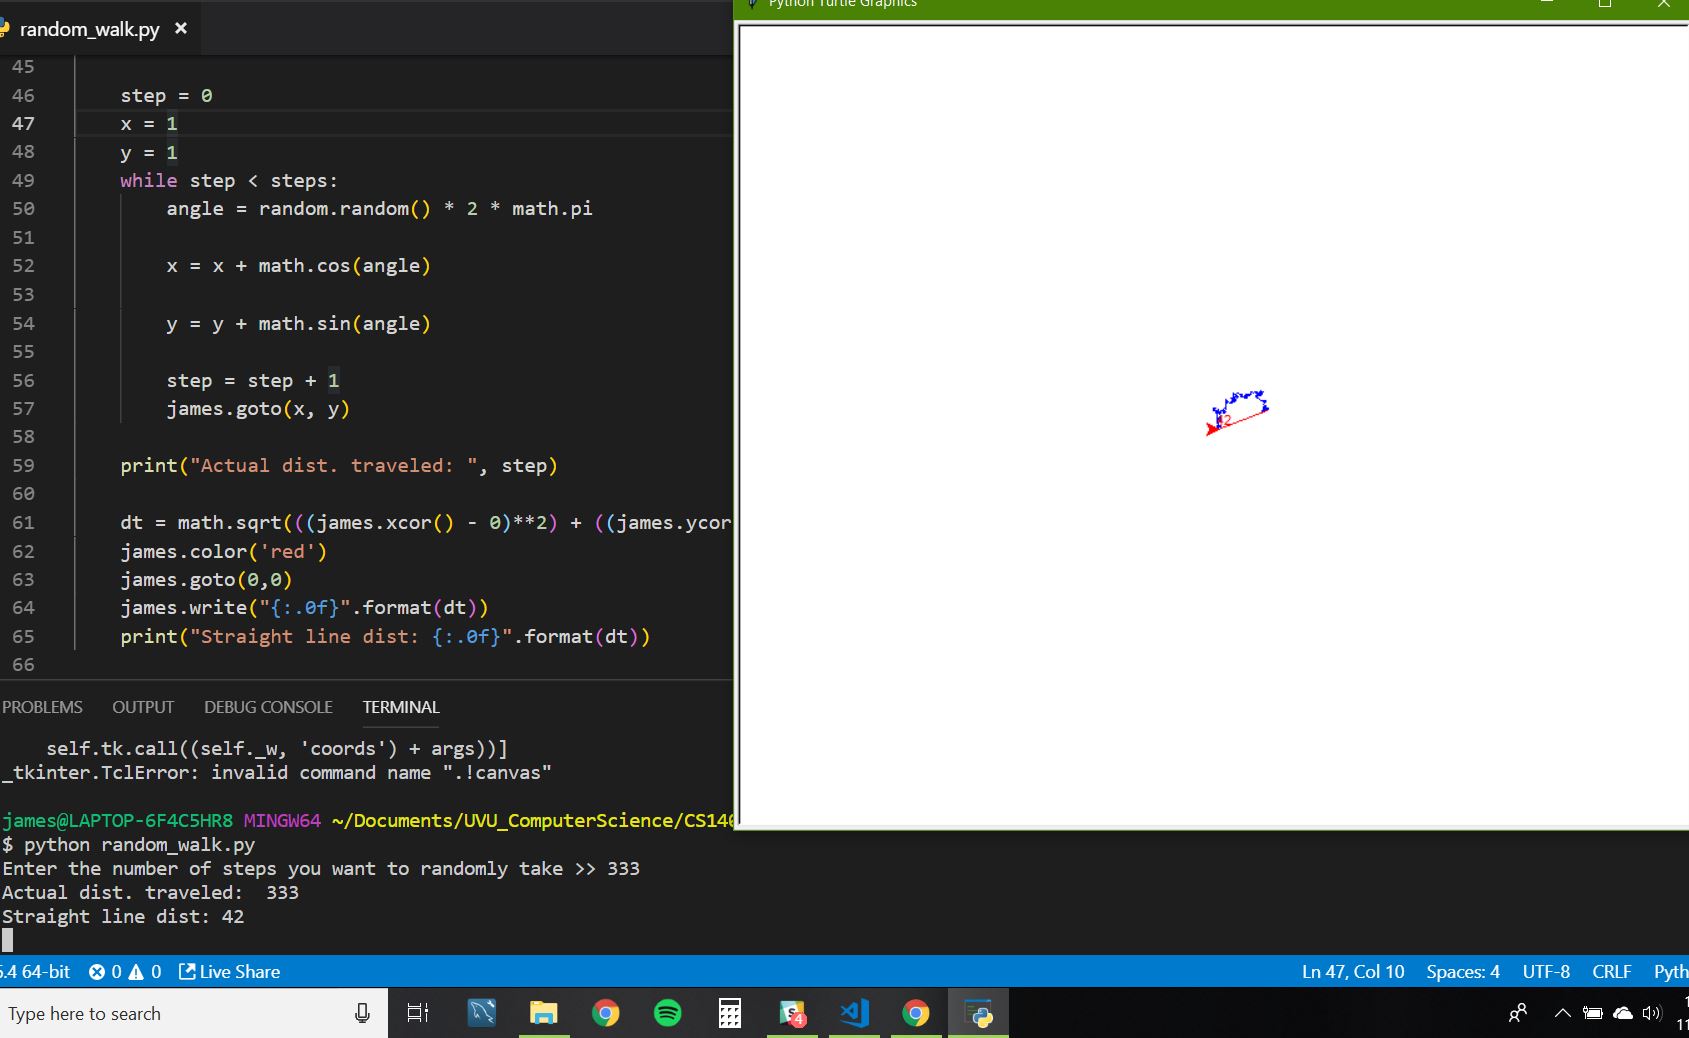 random_walk.py ×
Python Turtle Graphics
45
46 step = 0
47 x = 1
48 y = 1
49 while step < steps:
50 angle = random.random() * 2 * math.pi
51
52 x = x + math.cos(angle)
53
54 y = y + math.sin(angle)
55
56 step = step + 1
57 james.goto(x, y)
58
59 print("Actual dist. traveled: ", step)
60
61 dt = math.sqrt(((james.xcor() - 0)**2) + ((james.ycor
62 james.color('red')
63 james.goto(0,0)
64 james.write("{:.0f}".format(dt))
65 print("Straight line dist: {:.0f}".format(dt))
66
PROBLEMS OUTPUT DEBUG CONSOLE TERMINAL
self.tk.call((self._w, 'coords') + args))]
_tkinter.TclError: invalid command name ".!canvas"
james@LAPTOP-6F4C5HR8 MINGW64 ~/Documents/UVU_ComputerScience/CS140
$ python random_walk.py
Enter the number of steps you want to randomly take >> 333
Actual dist. traveled:  333
Straight line dist: 42
.4 64-bit 0 0 Live Share Ln 47, Col 10 Spaces: 4 UTF-8 CRLF Pyth
Type here to search
4
11